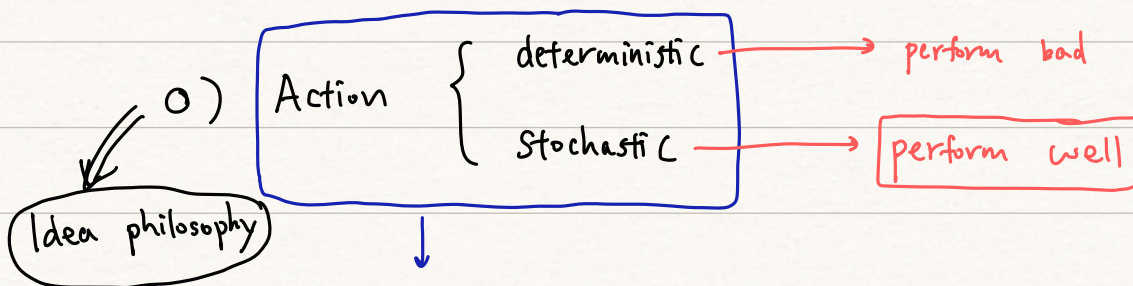 deterministic → perform bad
0) Action {
Stochastic → perform well
Idea philosophy